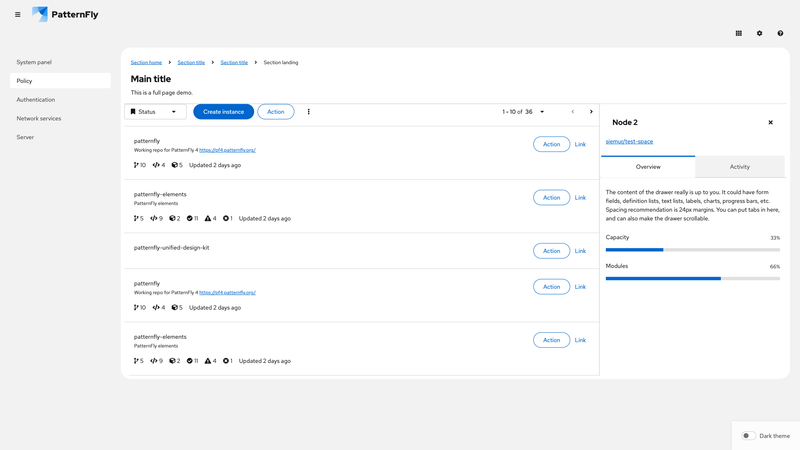 PatternFly
System panel
Policy
Authentication
Network services
Server
Section home
Section title
Section title
Section landing
Main title
This is a full page demo.
Status
Create instance
Action
1 - 10 of 36
patternfly
Working repo for PatternFly 4 https://pf4.patternfly.org/
10 4 5 Updated 2 days ago
Action
Link
patternfly-elements
PatternFly elements
5 9 2 11 4 1 Updated 2 days ago
Action
Link
patternfly-unified-design-kit
Action
Link
patternfly
Working repo for PatternFly 4 https://pf4.patternfly.org/
10 4 5 Updated 2 days ago
Action
Link
patternfly-elements
PatternFly elements
5 9 2 11 4 1 Updated 2 days ago
Action
Link
Node 2
siemur/test-space
Overview
Activity
The content of the drawer really is up to you. It could have form
fields, definition lists, text lists, labels, charts, progress bars, etc.
Spacing recommendation is 24px margins. You can put tabs in here,
and can also make the drawer scrollable.
Capacity
33%
Modules
66%
Dark theme